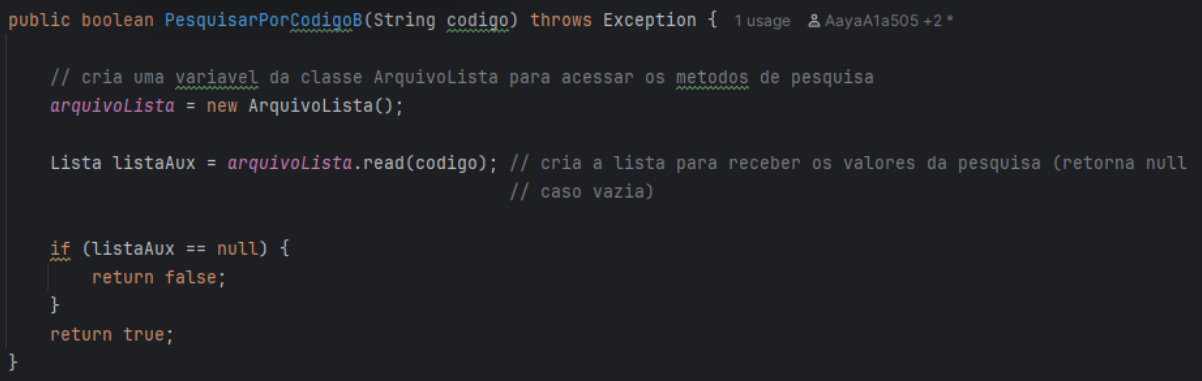 public boolean PesquisarPorCodigoB(String codigo) throws Exception { 1 usage AayaA1a505 +2 *
// cria uma variavel da classe ArquivoLista para acessar os metodos de pesquisa
arquivoLista = new ArquivoLista();
Lista listaAux = arquivoLista.read(codigo); // cria a lista para receber os valores da pesquisa (retorna null
// caso vazia)
if (listaAux == null) {
return false;
}
return true;
}